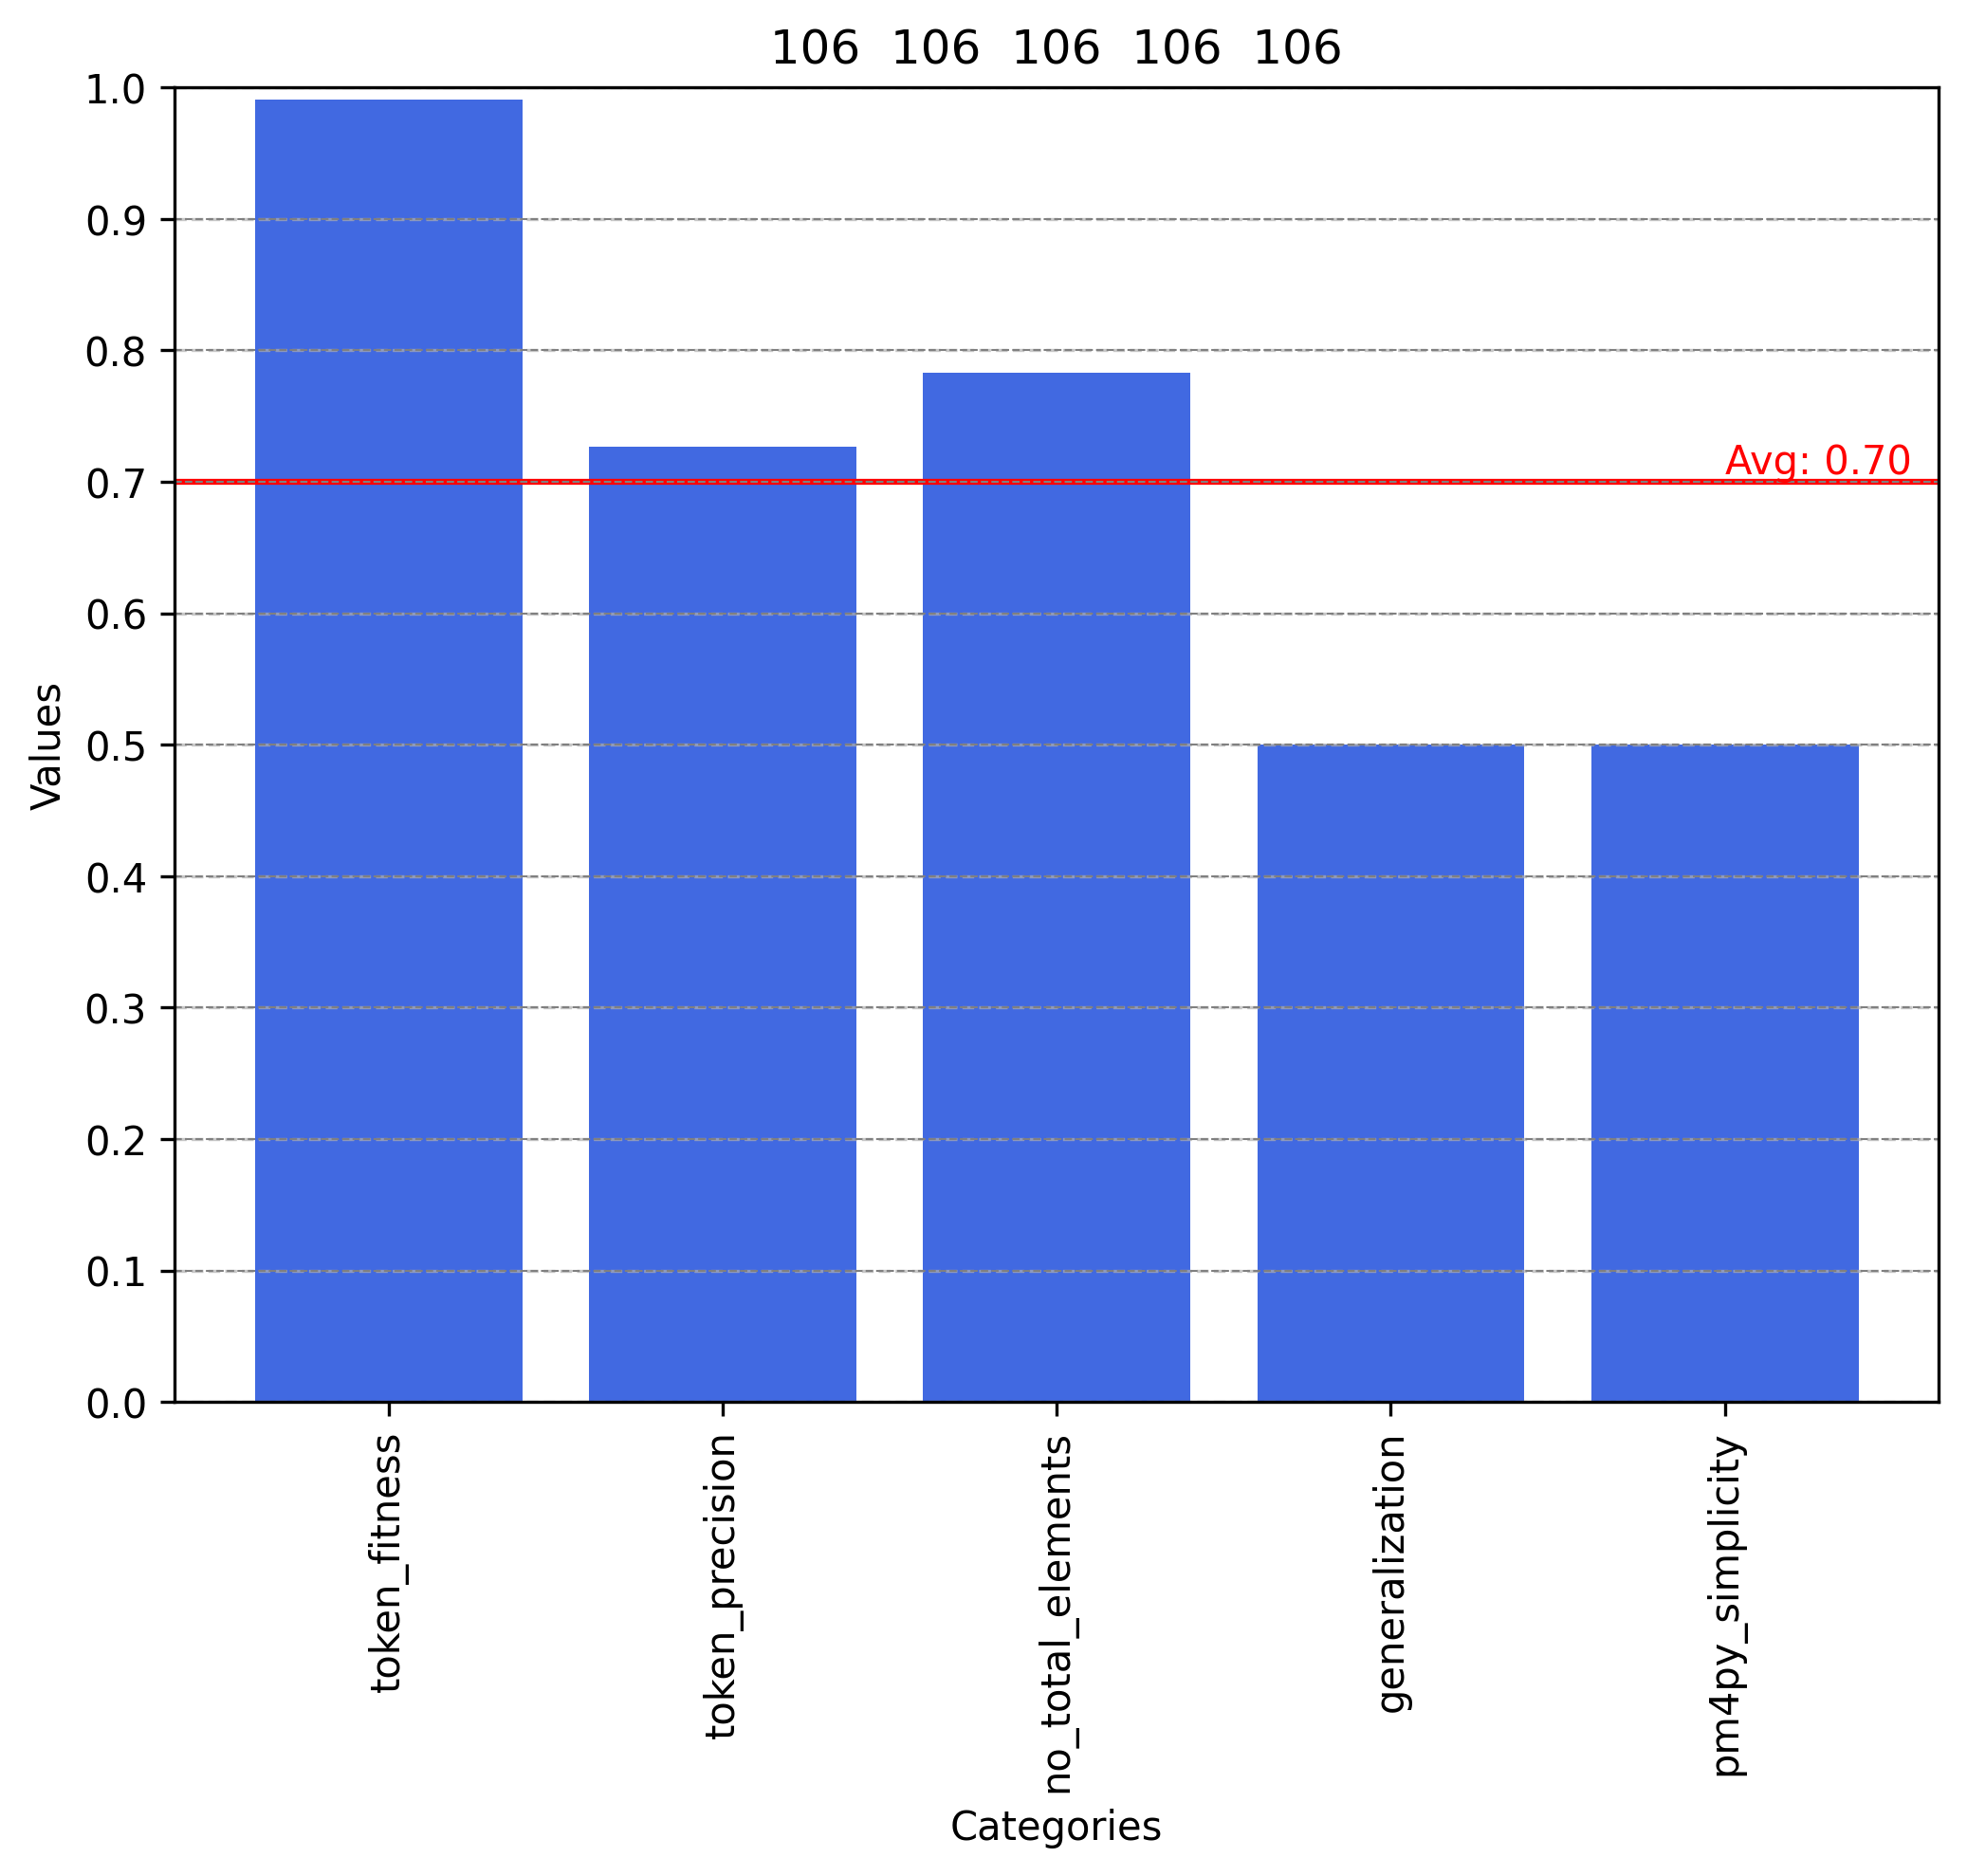 106 106 106 106 106
1.0
0.9
0.8
Avg: 0.70
0.7
0.6
Values
0.5
0.4
0.3
0.2
0.1
0.0
token_fitness
token_precision
no_total_elements
generalization
pm4py_simplicity
Categories